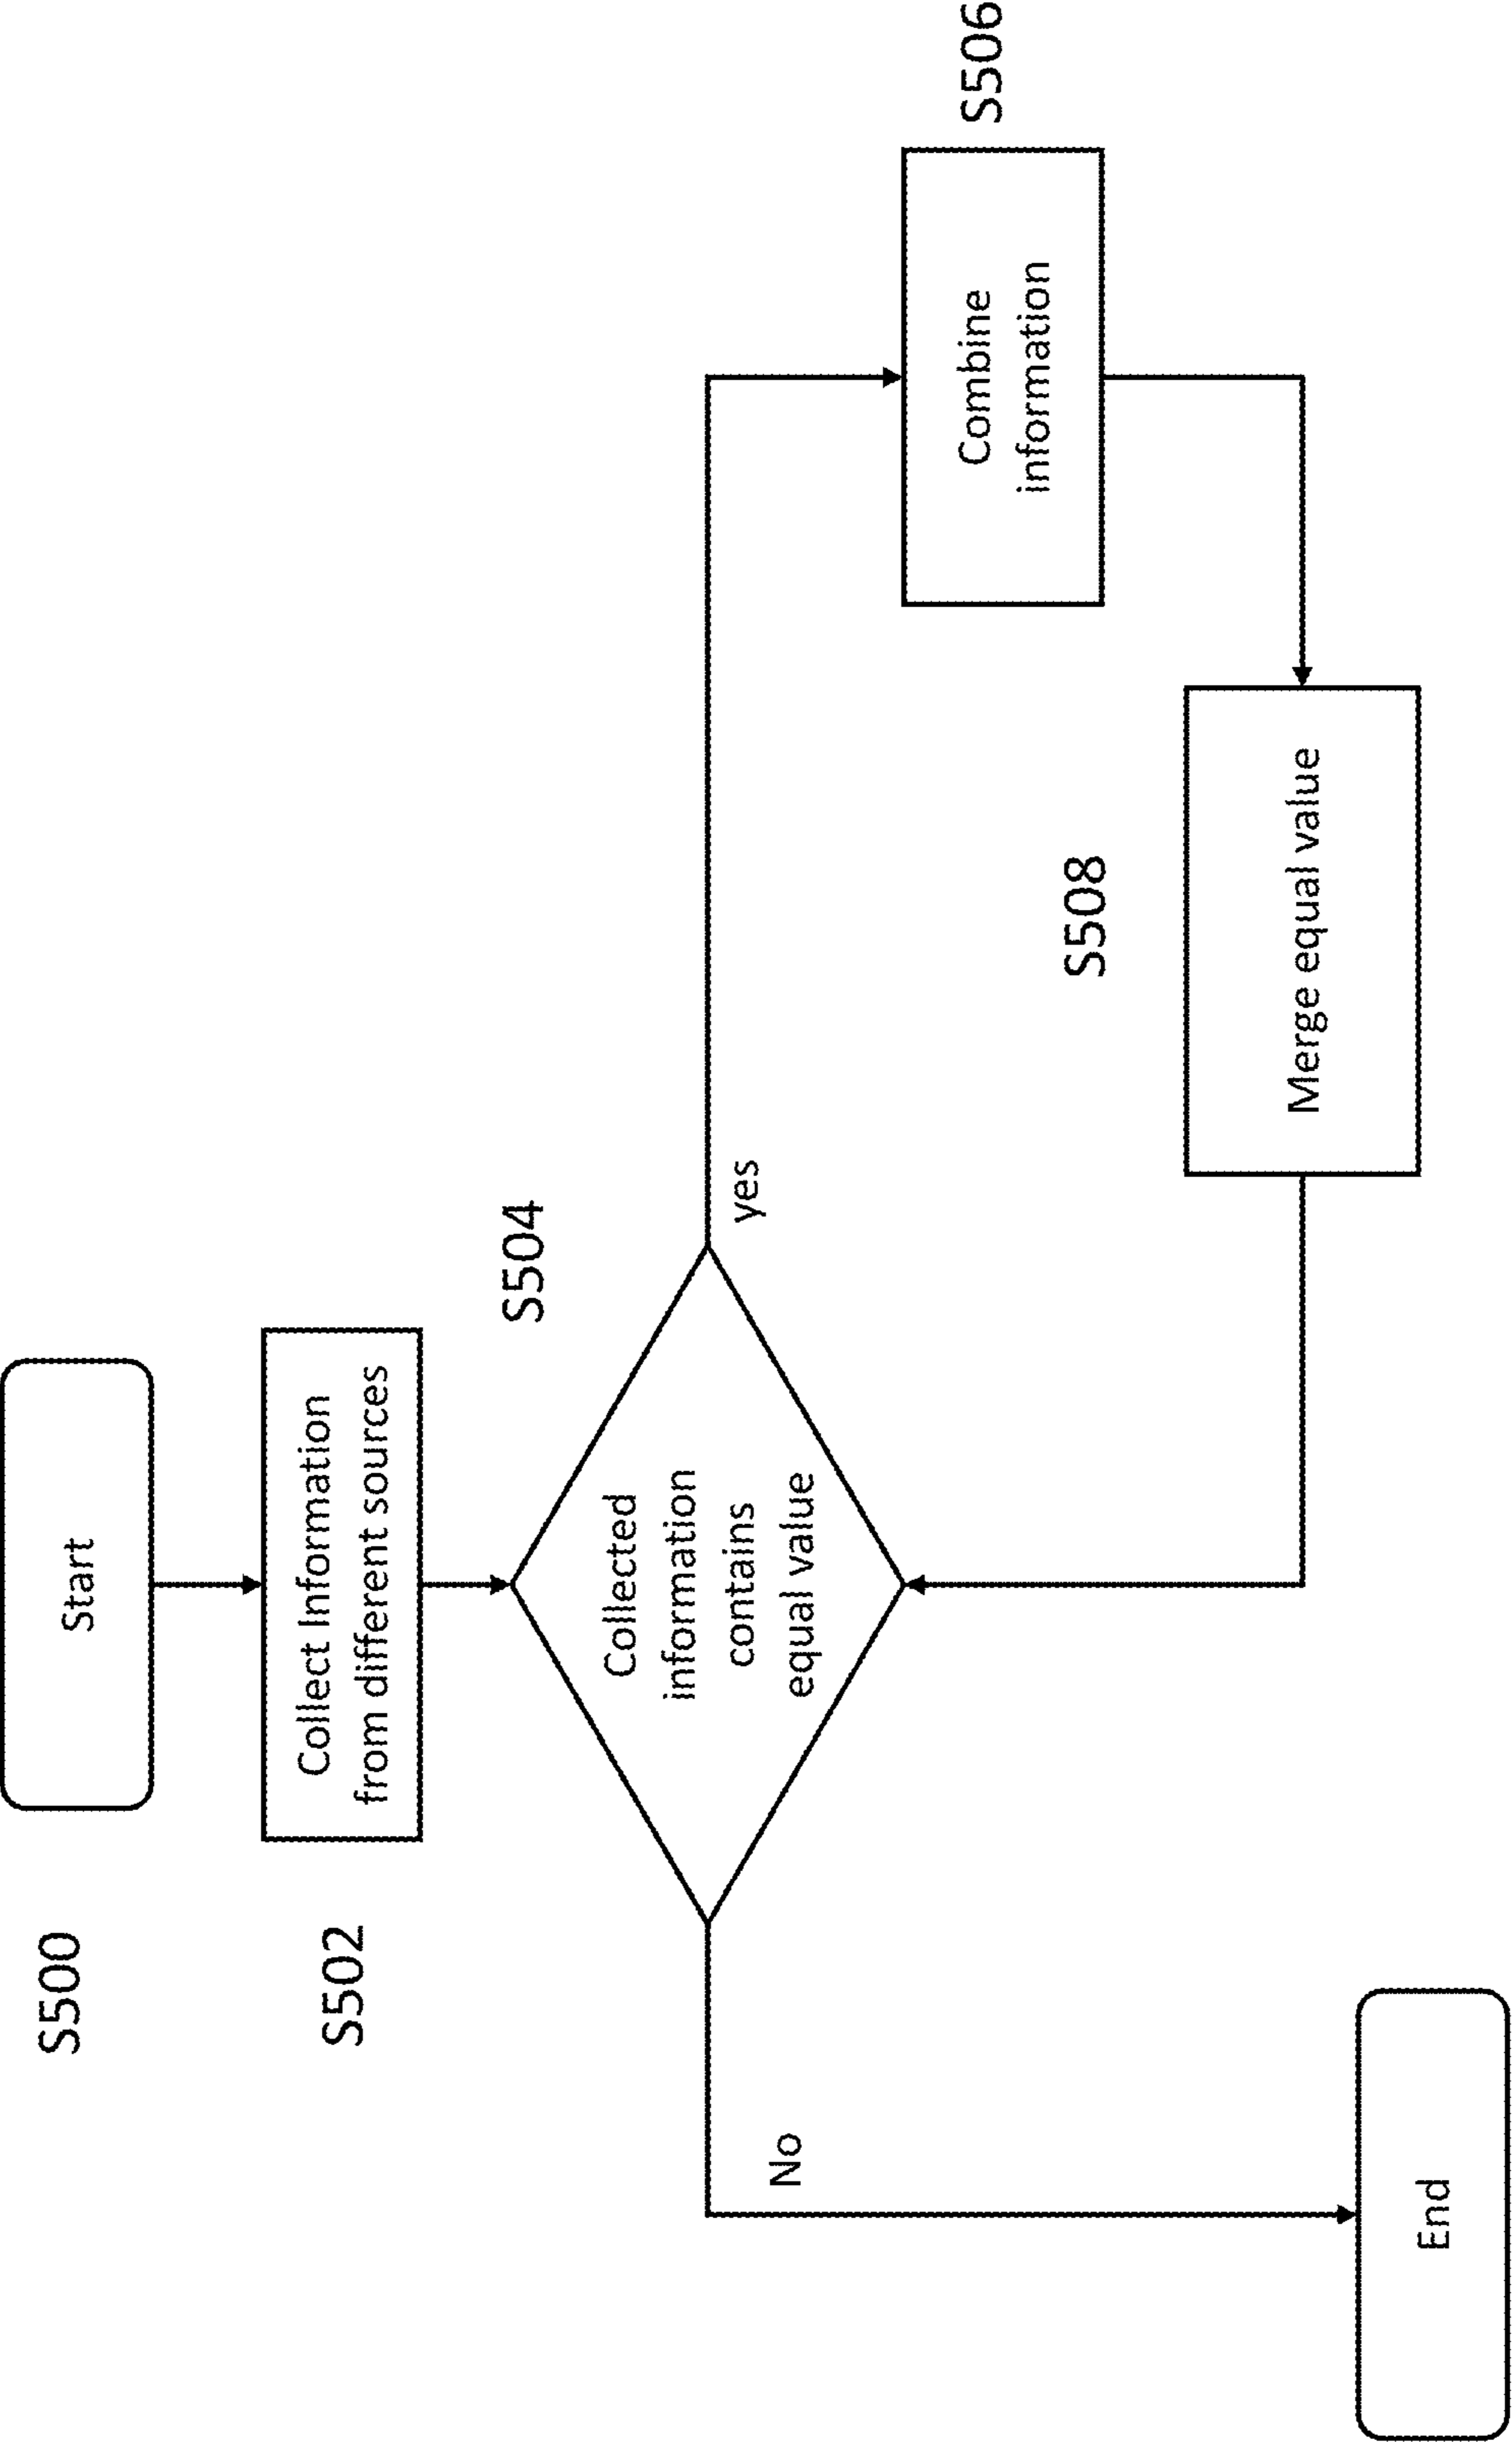 S500
Start
S502
Collect Information
from different sources
S504
Collected
information
contains
equal value
yes
No
S506
Combine
information
S508
Merge equal value
End